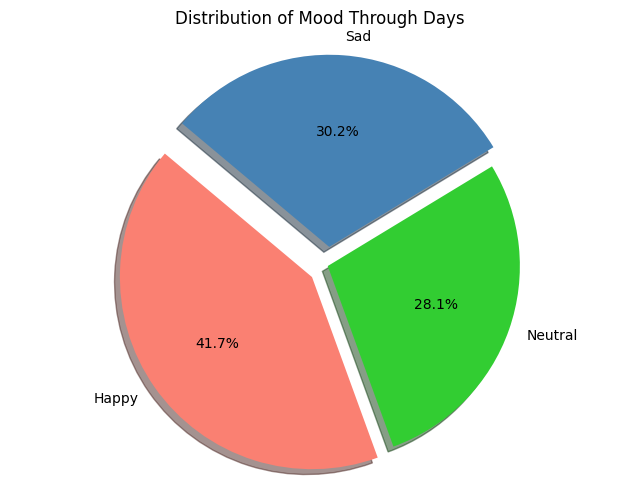 Distribution of Mood Through Days
Sad
30.2%
28.1%
Neutral
41.7%
Happy